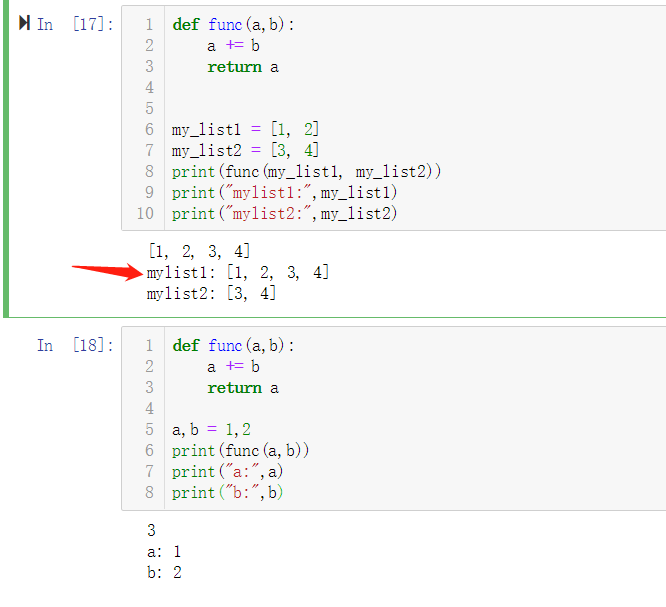 In [17]:
1 def func(a,b):
2     a += b
3     return a
4
5
6 my_list1 = [1, 2]
7 my_list2 = [3, 4]
8 print(func(my_list1, my_list2))
9 print("mylist1:",my_list1)
10 print("mylist2:",my_list2)
[1, 2, 3, 4]
mylist1: [1, 2, 3, 4]
mylist2: [3, 4]
In [18]:
1 def func(a,b):
2     a += b
3     return a
4
5 a,b = 1,2
6 print(func(a,b))
7 print("a:",a)
8 print("b:",b)
3
a: 1
b: 2